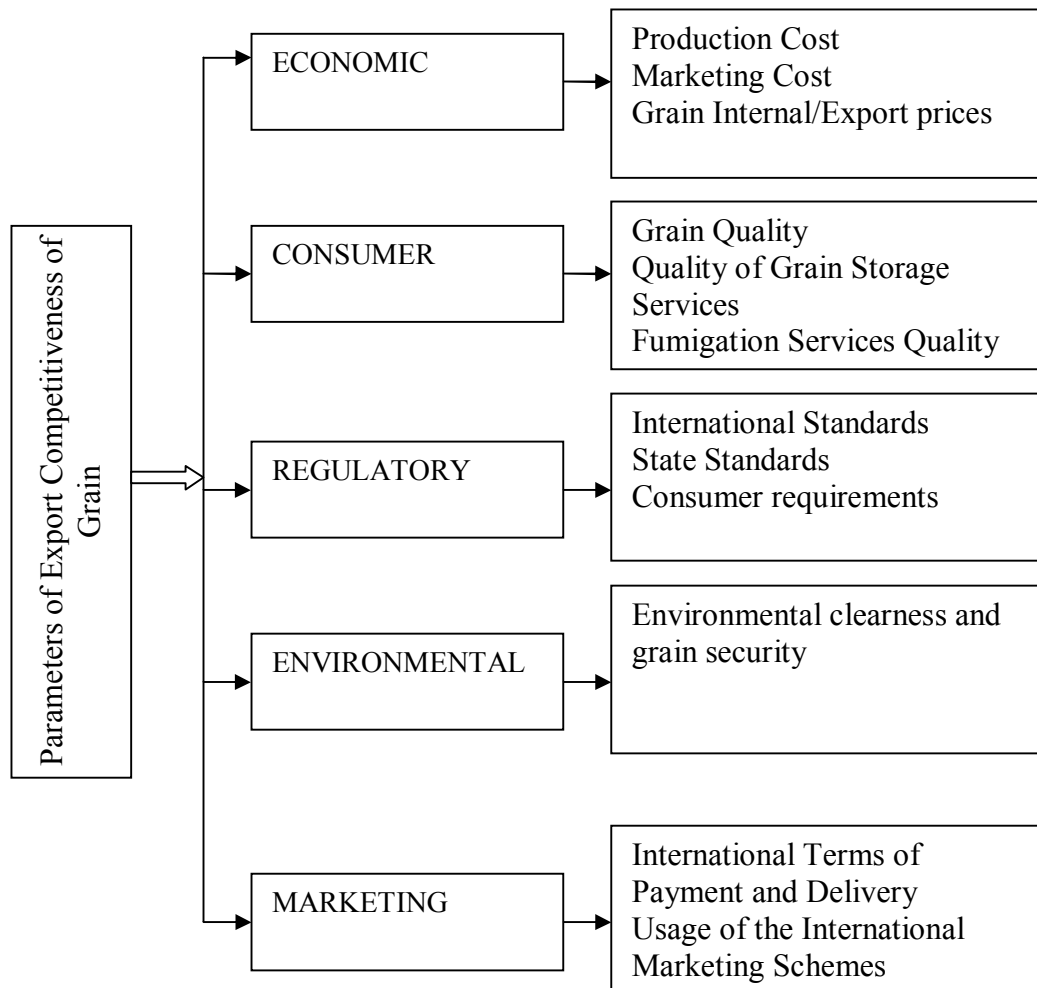 Parameters of Export Competitiveness of
Grain
ECONOMIC
Production Cost
Marketing Cost
Grain Internal/Export prices
CONSUMER
Grain Quality
Quality of Grain Storage
Services
Fumigation Services Quality
REGULATORY
International Standards
State Standards
Consumer requirements
ENVIRONMENTAL
Environmental clearness and
grain security
MARKETING
International Terms of
Payment and Delivery
Usage of the International
Marketing Schemes